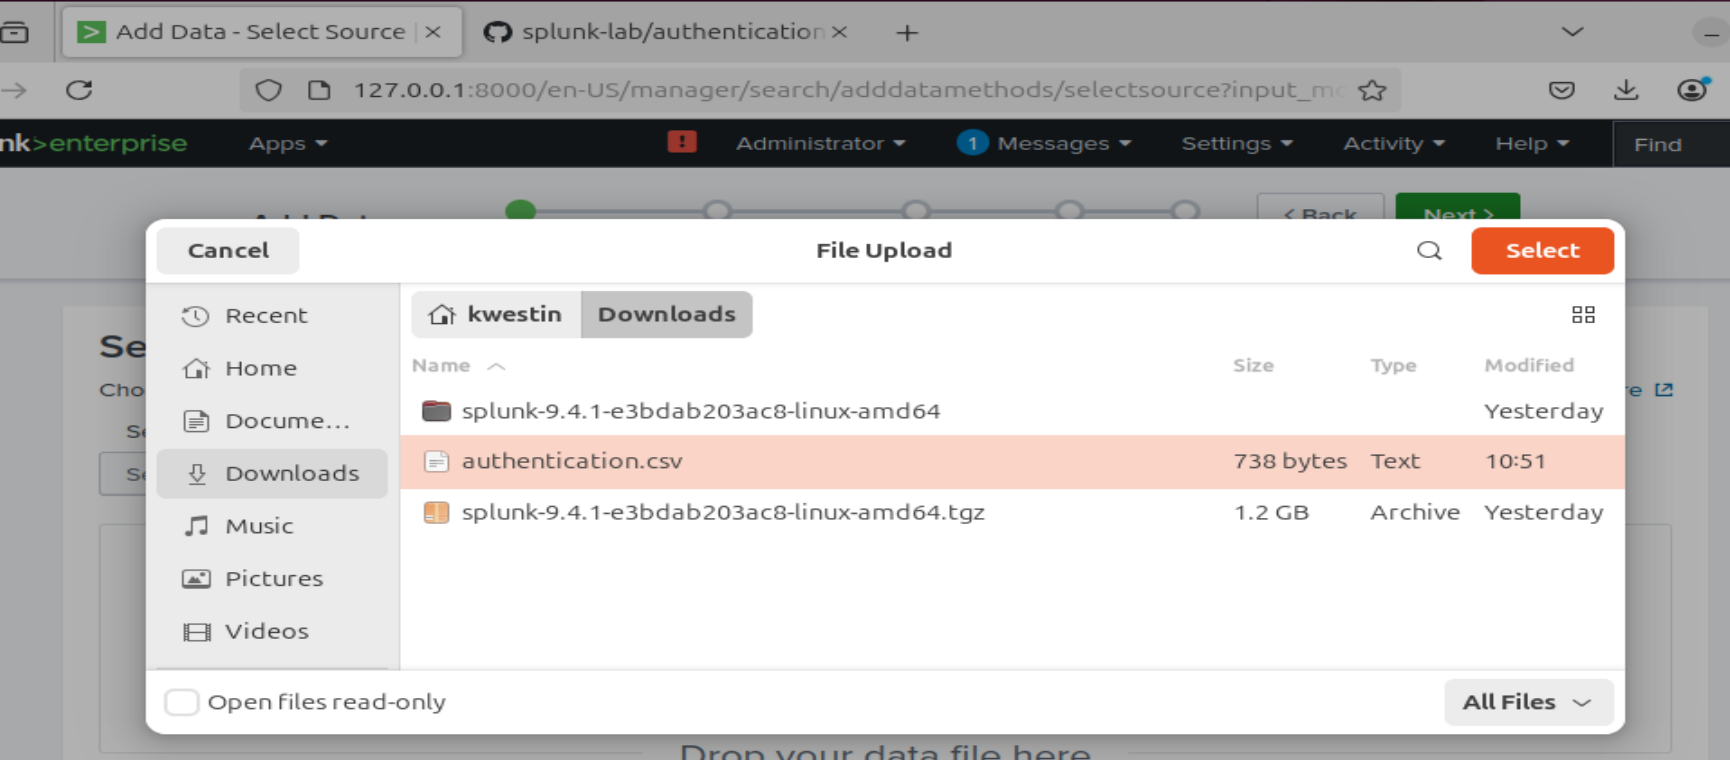 Add Data - Select Source
splunk-lab/authentication
127.0.0.1:8000/en-US/manager/search/adddatamethods/selectsource?input_mo
nk>enterprise Apps ! Administrator 1 Messages Settings Activity Help Find
< Back Next >
Cancel File Upload Select
Recent
Home
Docume...
Downloads
Music
Pictures
Videos
kwestin Downloads
Name Size Type Modified
splunk-9.4.1-e3bdab203ac8-linux-amd64 Yesterday
authentication.csv 738 bytes Text 10:51
splunk-9.4.1-e3bdab203ac8-linux-amd64.tgz 1.2 GB Archive Yesterday
Open files read-only All Files
Se
Cho
re
Se
Se
Drop your data file here